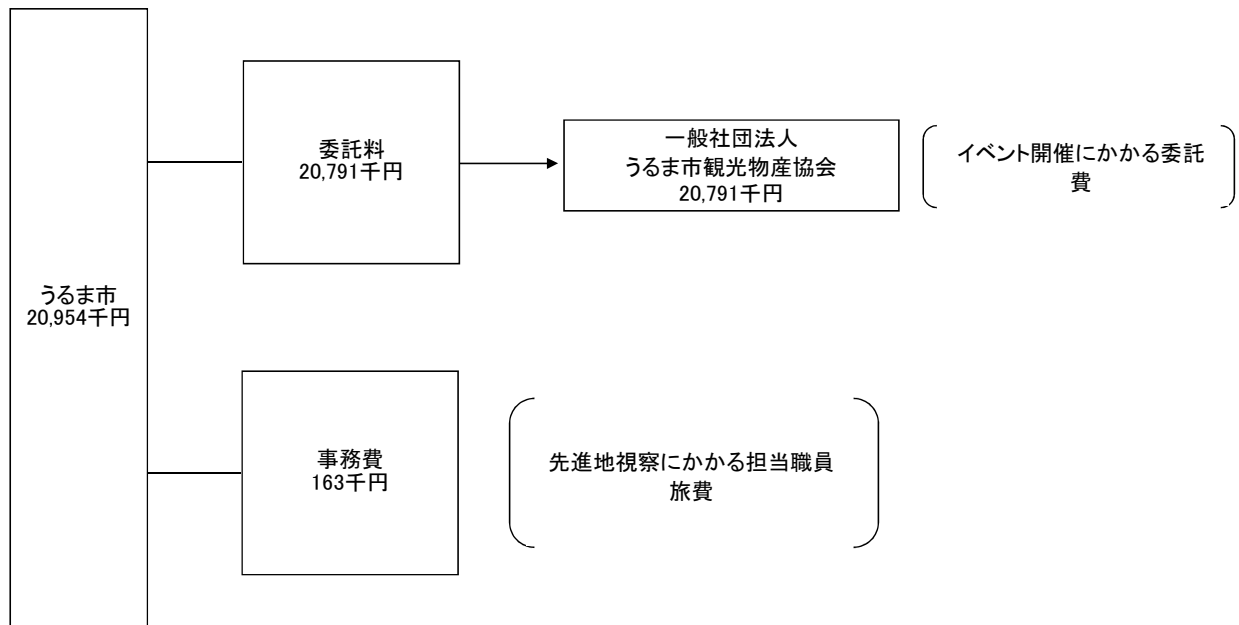 うるま市
20,954千円
委託料
20,791千円
一般社団法人
うるま市観光物産協会
20,791千円
イベント開催にかかる委託
費
事務費
163千円
先進地視察にかかる担当職員
旅費